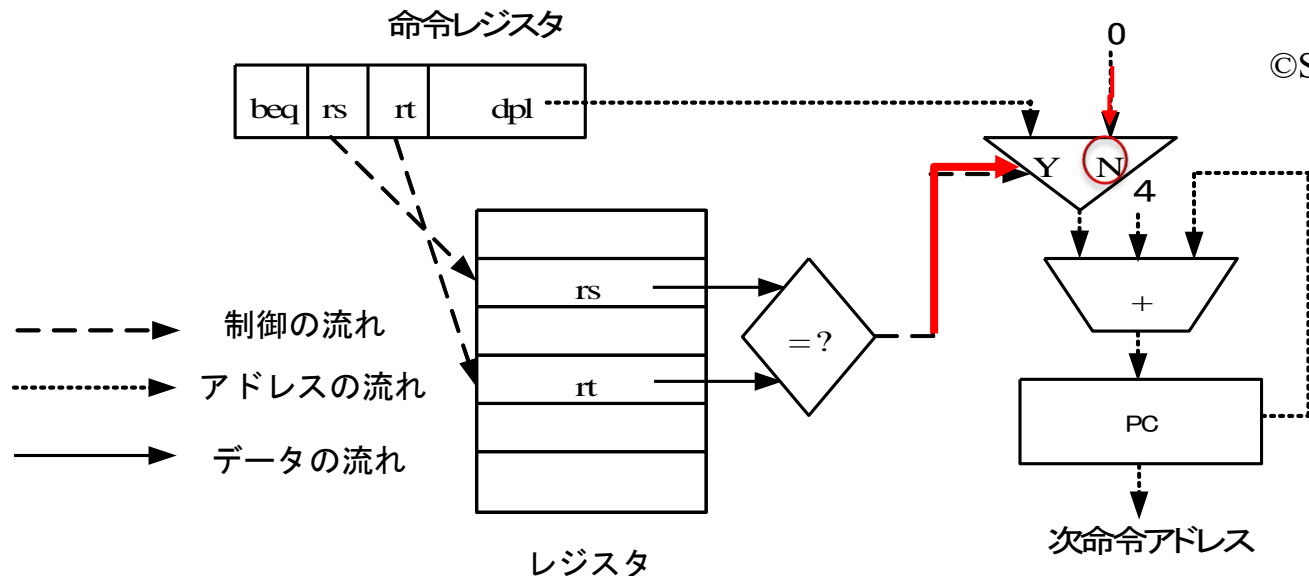 命令レジスタ
0
©S
beq rs rt dpl
Y N
4
rs
+
= ?
制御の流れ
rt
アドレスの流れ
PC
データの流れ
次命令アドレス
レジスタ